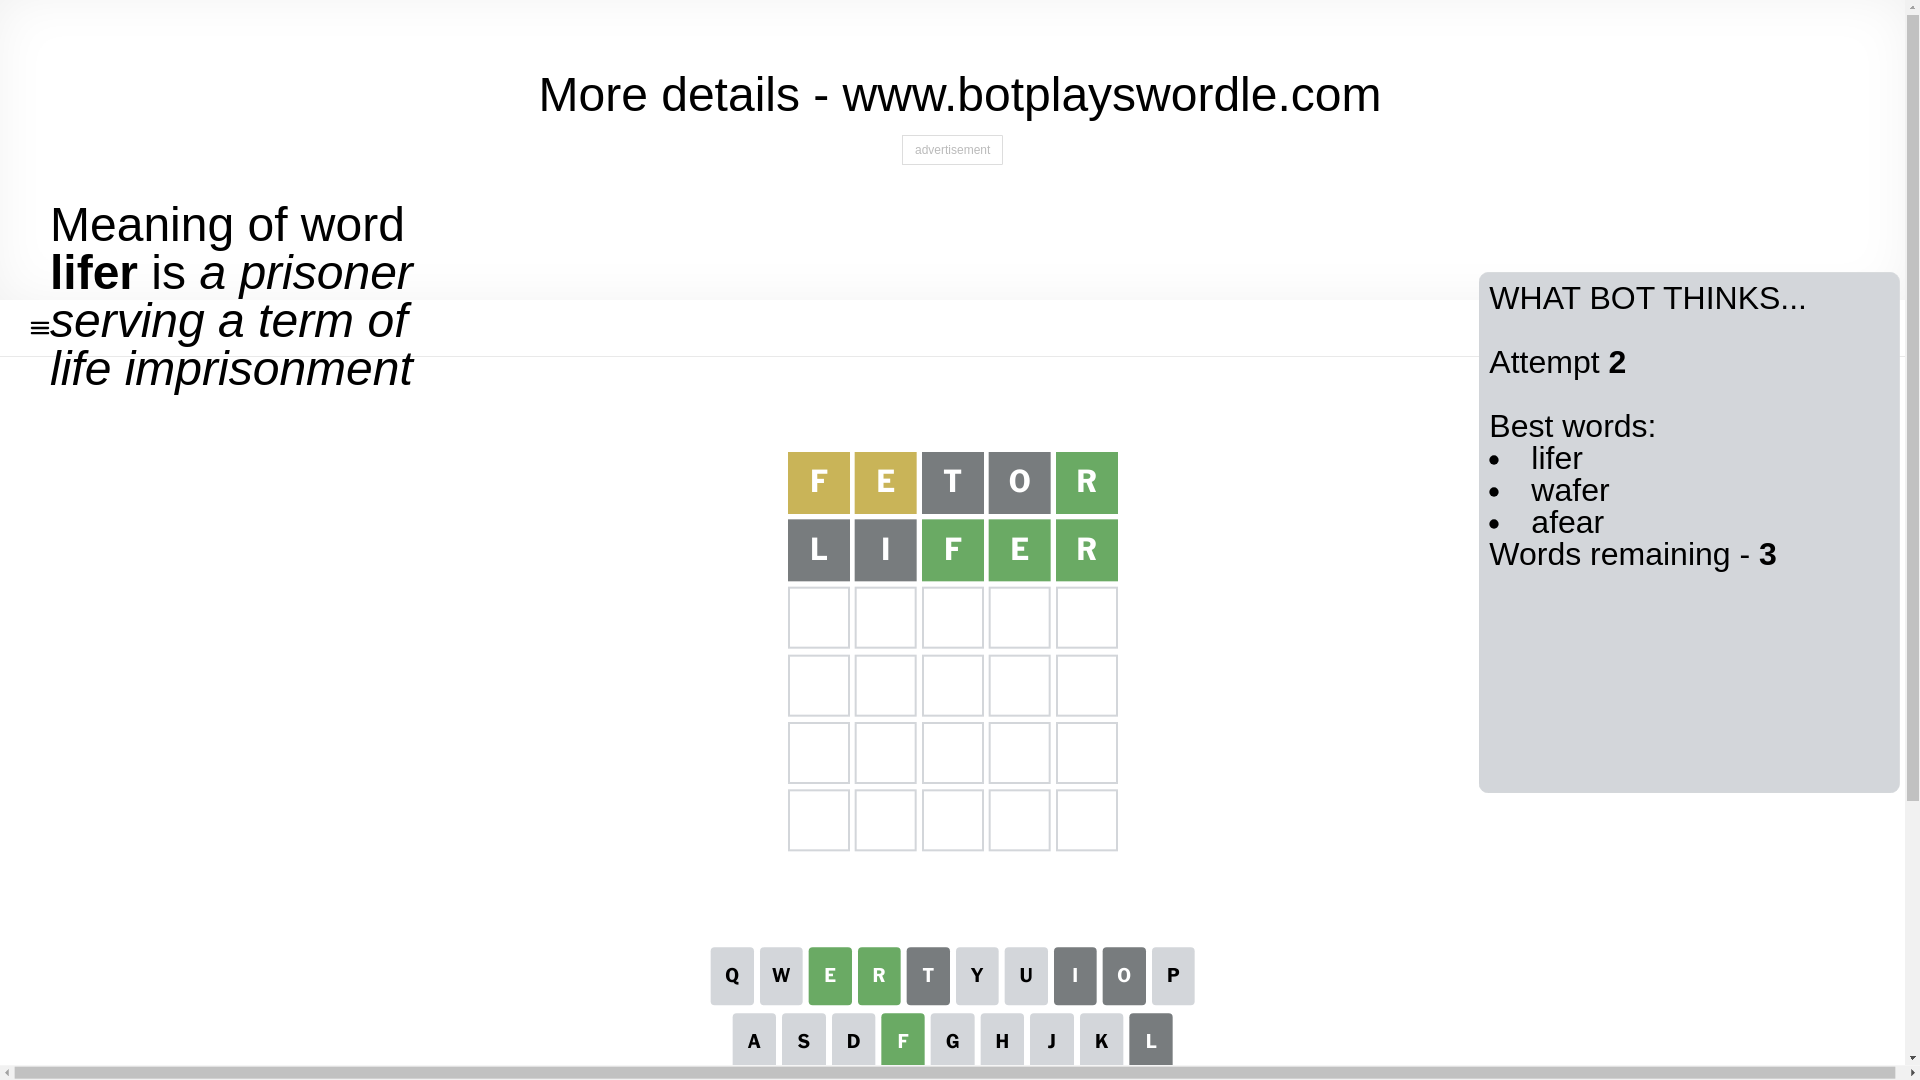 More details - www.botplayswordle.com
advertisement
Meaning of word
lifer is a prisoner
serving a term of
life imprisonment
WHAT BOT THINKS...
Attempt 2
Best words:
• lifer
• wafer
• afear
Words remaining - 3
F E T O R
L I F E R
Q W E R T Y U I O P
A S D F G H J K L